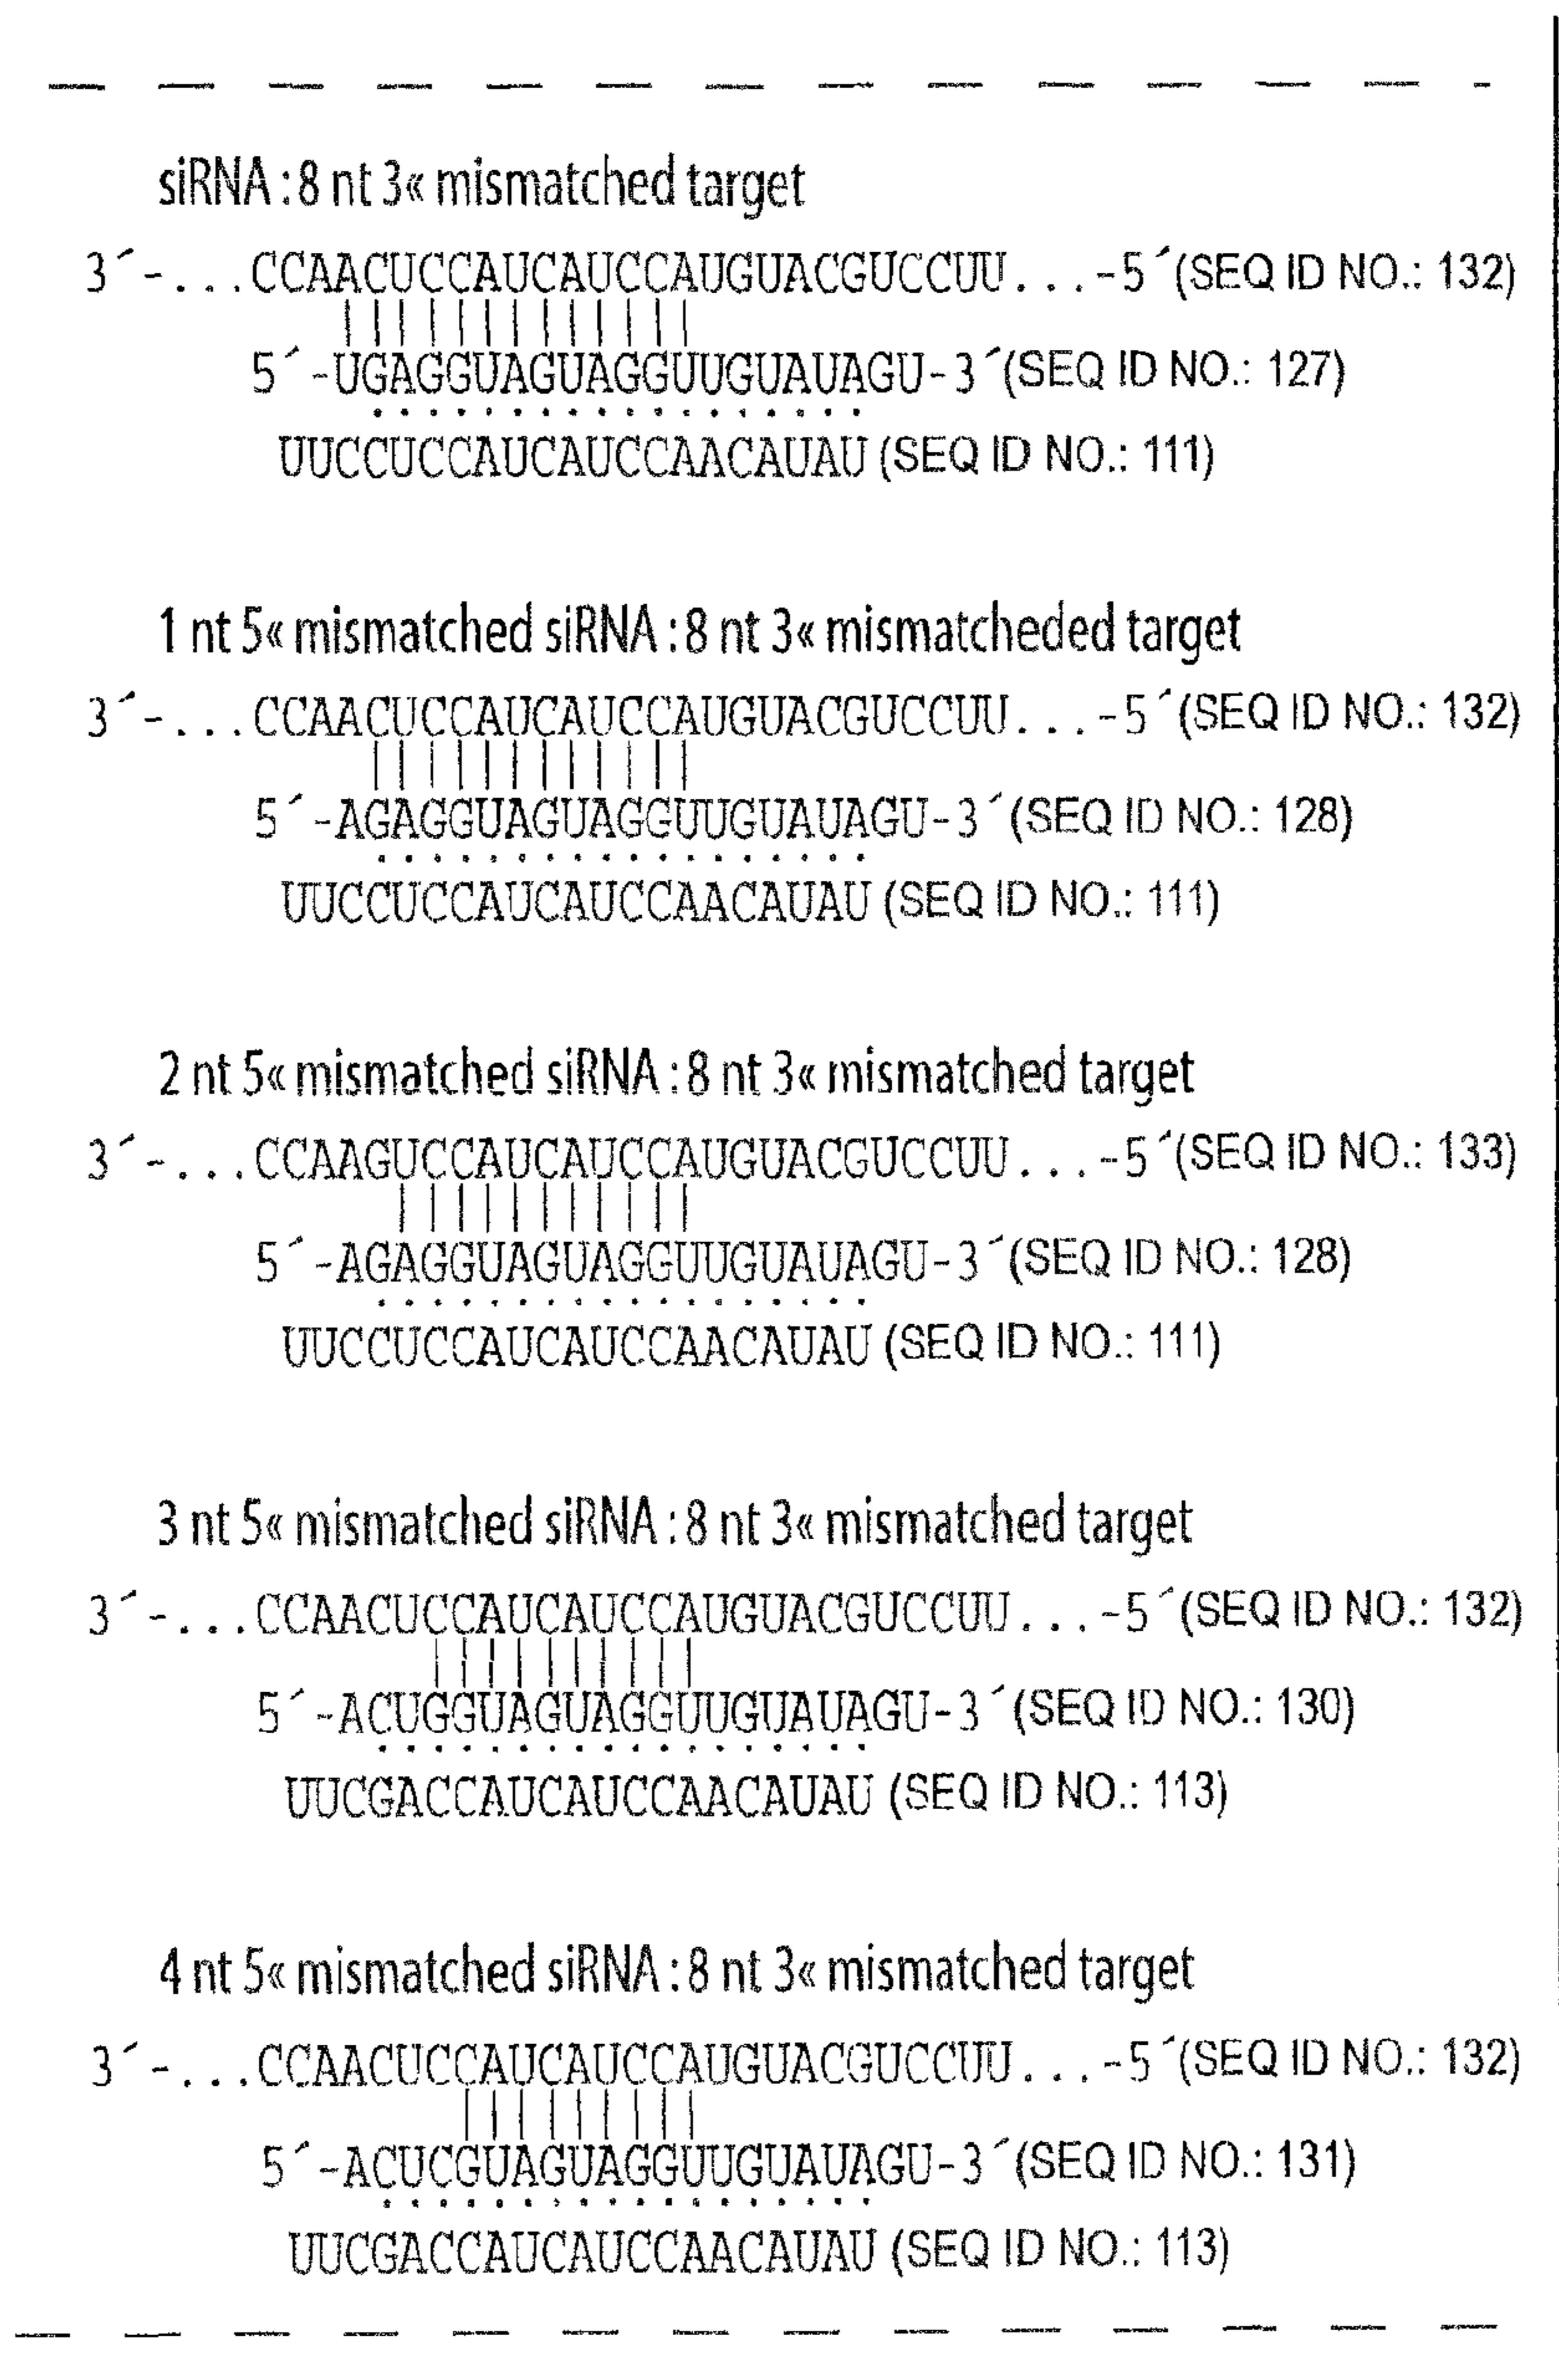 siRNA :8 nt 3« mismatched target
3´-...CCAACUCCAUCAUCCAUGUACGUCCUU...-5´(SEQ ID NO.: 132)
5´-UGAGGUAGUAGGUUGUAUAGU-3´(SEQ ID NO.: 127)
UUCCUCCAUCAUCCAACAUAU (SEQ ID NO.: 111)
1 nt 5« mismatched siRNA :8 nt 3« mismatcheded target
3´-...CCAACUCCAUCAUCCAUGUACGUCCUU...-5´(SEQ ID NO.: 132)
5´-AGAGGUAGUAGGUUGUAUAGU-3´(SEQ ID NO.: 128)
UUCCUCCAUCAUCCAACAUAU (SEQ ID NO.: 111)
2 nt 5« mismatched siRNA :8 nt 3« mismatched target
3´-...CCAAGUCCAUCAUCCAUGUACGUCCUU...-5´(SEQ ID NO.: 133)
5´-AGAGGUAGUAGGUUGUAUAGU-3´(SEQ ID NO.: 128)
UUCCUCCAUCAUCCAACAUAU (SEQ ID NO.: 111)
3 nt 5« mismatched siRNA :8 nt 3« mismatched target
3´-...CCAACUCCAUCAUCCAUGUACGUCCUU...-5´(SEQ ID NO.: 132)
5´-ACUGGUAGUAGGUUGUAUAGU-3´(SEQ ID NO.: 130)
UUCGACCAUCAUCCAACAUAU (SEQ ID NO.: 113)
4 nt 5« mismatched siRNA :8 nt 3« mismatched target
3´-...CCAACUCCAUCAUCCAUGUACGUCCUU...-5´(SEQ ID NO.: 132)
5´-ACUCGUAGUAGGUUGUAUAGU-3´(SEQ ID NO.: 131)
UUCGACCAUCAUCCAACAUAU (SEQ ID NO.: 113)